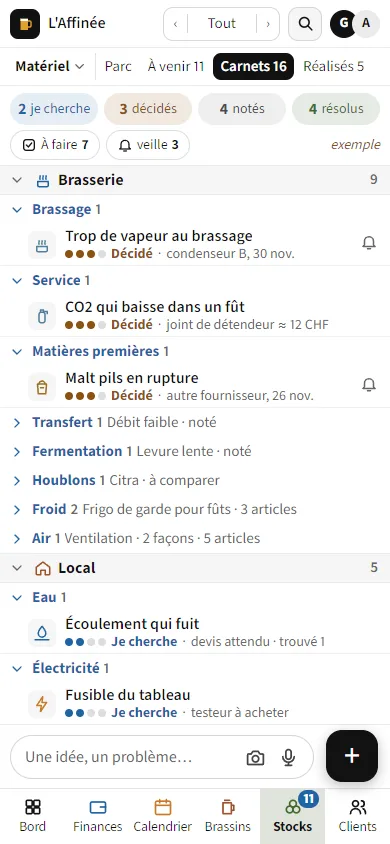 L'Affinée
‹ Tout ›
G A
Matériel Parc À venir 11 Carnets 16 Réalisés 5
2 je cherche 3 décidés 4 notés 4 résolus
À faire 7 veille 3 exemple
Brasserie 9
Brassage 1
Trop de vapeur au brassage
Décidé · condenseur B, 30 nov.
Service 1
CO2 qui baisse dans un fût
Décidé · joint de détendeur ≈ 12 CHF
Matières premières 1
Malt pils en rupture
Décidé · autre fournisseur, 26 nov.
Transfert 1 Débit faible · noté
Fermentation 1 Levure lente · noté
Houblons 1 Citra · à comparer
Froid 2 Frigo de garde pour fûts · 3 articles
Air 1 Ventilation · 2 façons · 5 articles
Local 5
Eau 1
Écoulement qui fuit
Je cherche · devis attendu · trouvé 1
Électricité 1
Fusible du tableau
Je cherche · testeur à acheter
Une idée, un problème…
+
11
Bord Finances Calendrier Brassins Stocks Clients